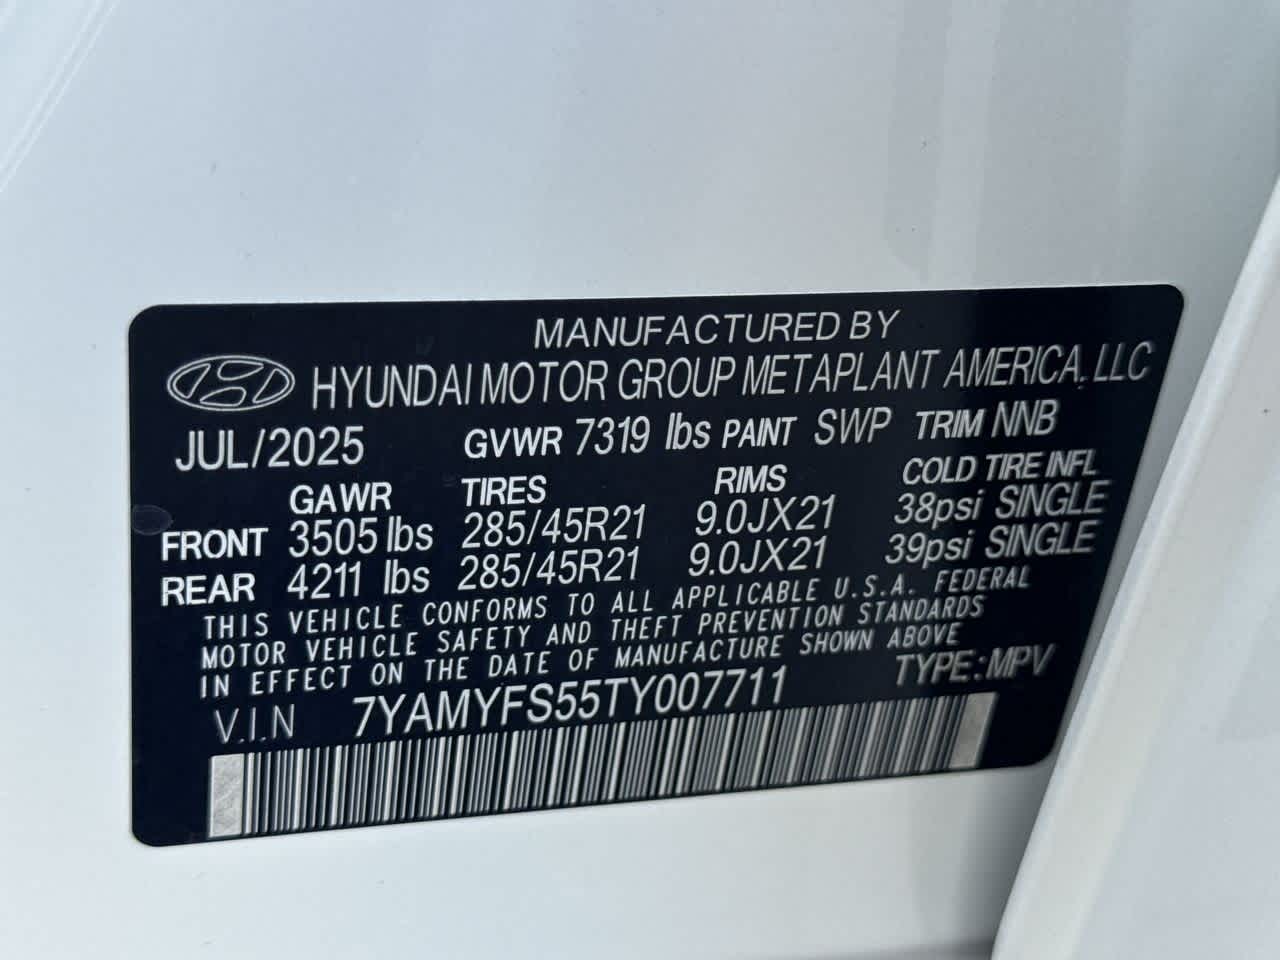 MANUFACTURED BY
HYUNDAI MOTOR GROUP METAPLANT AMERICA, LLC
JUL/2025 GVWR 7319 lbs PAINT SWP TRIM NNB
GAWR TIRES RIMS COLD TIRE INFL
FRONT 3505 lbs 285/45R21 9.0JX21 38psi SINGLE
REAR 4211 lbs 285/45R21 9.0JX21 39psi SINGLE
THIS VEHICLE CONFORMS TO ALL APPLICABLE U.S.A. FEDERAL
MOTOR VEHICLE SAFETY AND THEFT PREVENTION STANDARDS
IN EFFECT ON THE DATE OF MANUFACTURE SHOWN ABOVE
V.I.N 7YAMYFS55TY007711 TYPE:MPV